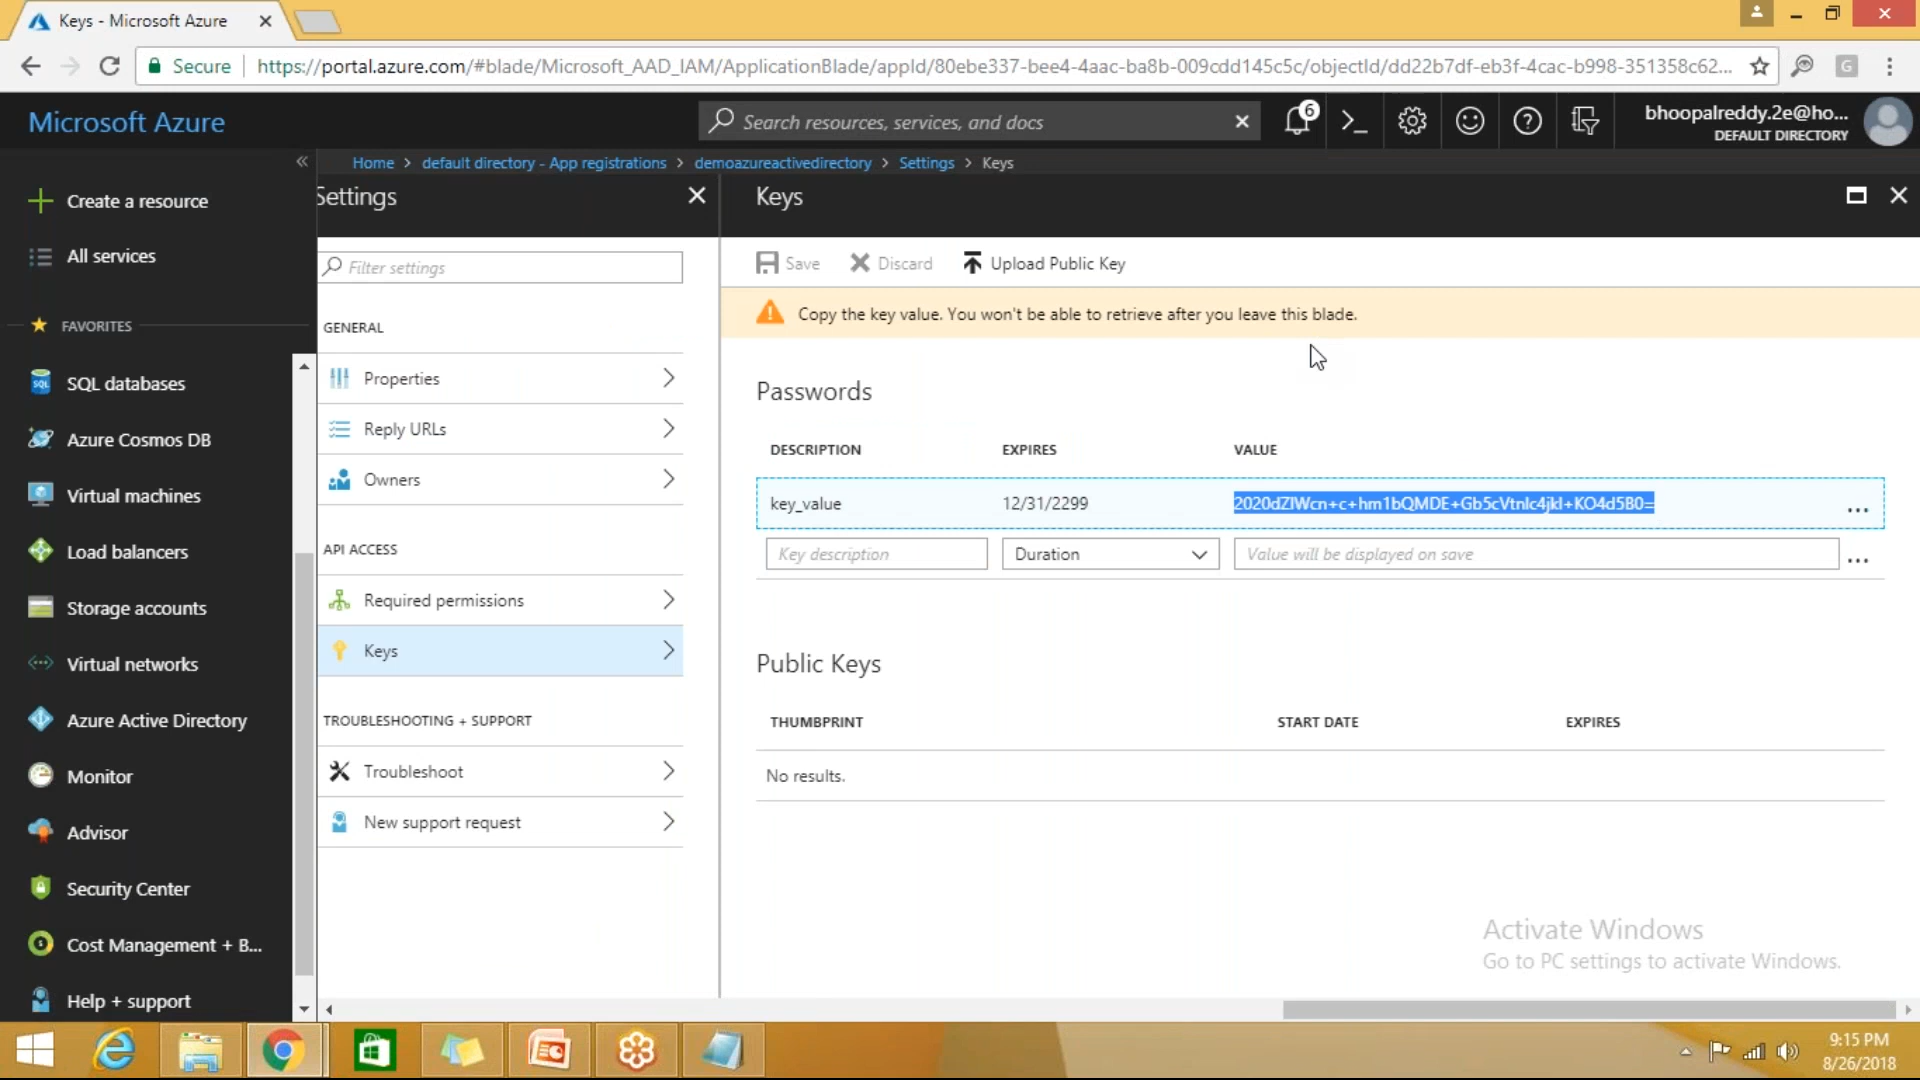 Keys - Microsoft Azure
Secure
https://portal.azure.com/#blade/Microsoft_AAD_IAM/ApplicationBlade/appId/80ebe337-bee4-4aac-ba8b-009cdd145c5c/objectId/dd22b7df-eb3f-4cac-b998-351358c62...
G
Microsoft Azure
Search resources, services, and docs
6
bhoopalreddy.2e@ho...
DEFAULT DIRECTORY
Home > default directory - App registrations > demoazureactivedirectory > Settings > Keys
Create a resource
All services
FAVORITES
SQL databases
Azure Cosmos DB
Virtual machines
Load balancers
Storage accounts
Virtual networks
Azure Active Directory
Monitor
Advisor
Security Center
Cost Management + B...
Help + support
Settings
Filter settings
GENERAL
Properties
Reply URLs
Owners
API ACCESS
Required permissions
Keys
TROUBLESHOOTING + SUPPORT
Troubleshoot
New support request
Keys
Save Discard Upload Public Key
Copy the key value. You won't be able to retrieve after you leave this blade.
Passwords
DESCRIPTION EXPIRES VALUE
key_value 12/31/2299
Key description Duration Value will be displayed on save
Public Keys
THUMBPRINT START DATE EXPIRES
No results.
Activate Windows
Go to PC settings to activate Windows.
9:15 PM
8/26/2018